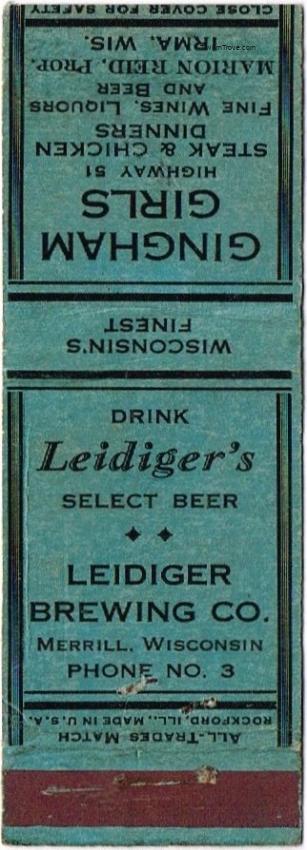 GINGHAM
GIRLS
HIGHWAY 51
STEAK & CHICKEN
DINNERS
FINE WINES, LIQUORS
AND BEER
MARION REID, PROP.
IRMA, WIS.
CLOSE COVER FOR SAFETY
WISCONSIN'S
FINEST
DRINK
Leidiger's
SELECT BEER
LEIDIGER
BREWING CO.
MERRILL, WISCONSIN
PHONE NO. 3
ALL-TRADES MATCH
ROCKFORD, ILL., MADE IN U.S.A.